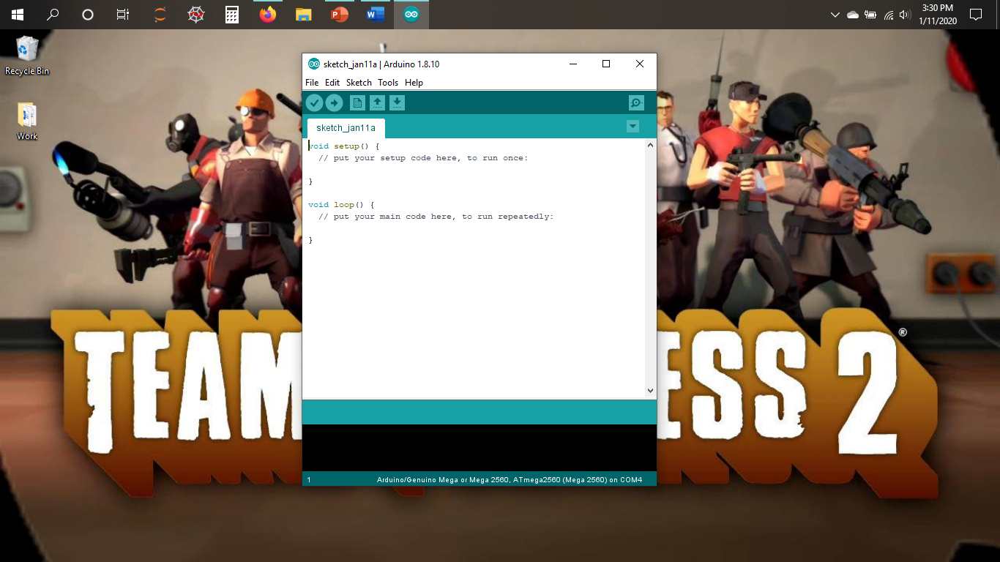 3:30 PM
1/11/2020
Recycle Bin
Work
sketch_jan11a | Arduino 1.8.10
File Edit Sketch Tools Help
sketch_jan11a
void setup() {
// put your setup code here, to run once:
}
void loop() {
// put your main code here, to run repeatedly:
}
TEAM ESS 2 ®
1 Arduino/Genuino Mega or Mega 2560, ATmega2560 (Mega 2560) on COM4